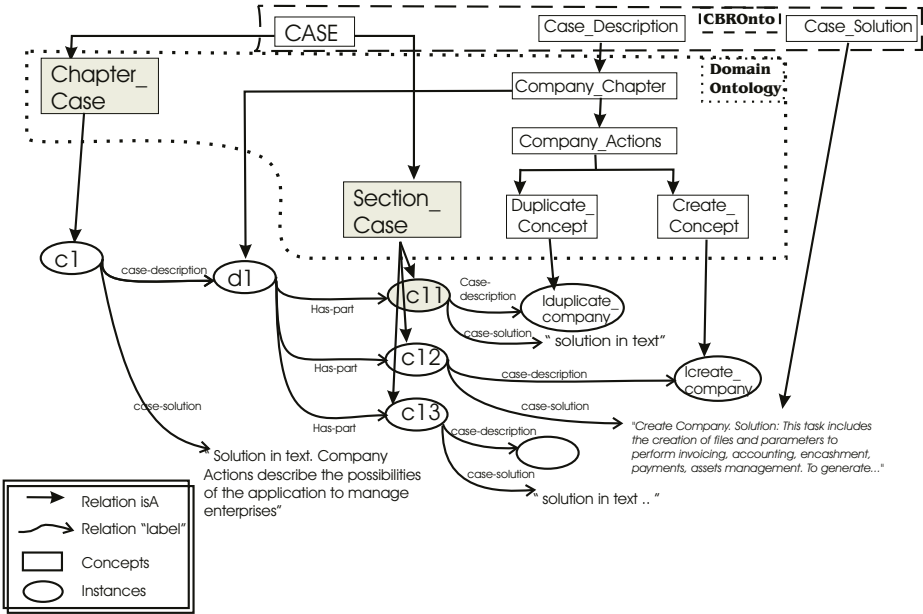 CASE
Case_Description
CBROnto
Case_Solution
Chapter_
Case
Domain
Ontology
Company_Chapter
Company_Actions
Section_
Case
Duplicate_
Concept
Create_
Concept
c1
case-description
d1
Has-part
c11
Case-
description
Iduplicate_
company_
case-solution
" solution in text"
Has-part
c12
case-description
Icreate_
company
case-solution
case-solution
Has-part
c13
case-description
case-solution
"Create Company. Solution: This task includes
the creation of files and parameters to
perform invoicing, accounting, encashment,
payments, assets management. To generate..."
" Solution in text. Company
Actions describe the possibilities
of the application to manage
enterprises"
" solution in text .. "
Relation isA
Relation "label"
Concepts
Instances